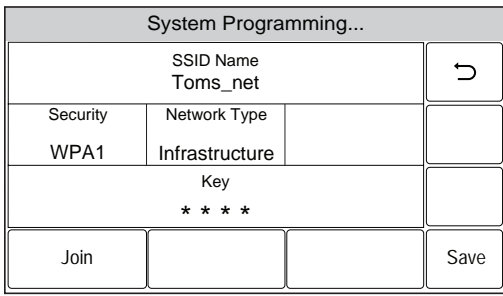 System Programming...
SSID Name
Toms_net
Security
Network Type
WPA1
Infrastructure
Key
* * * *
Join
Save